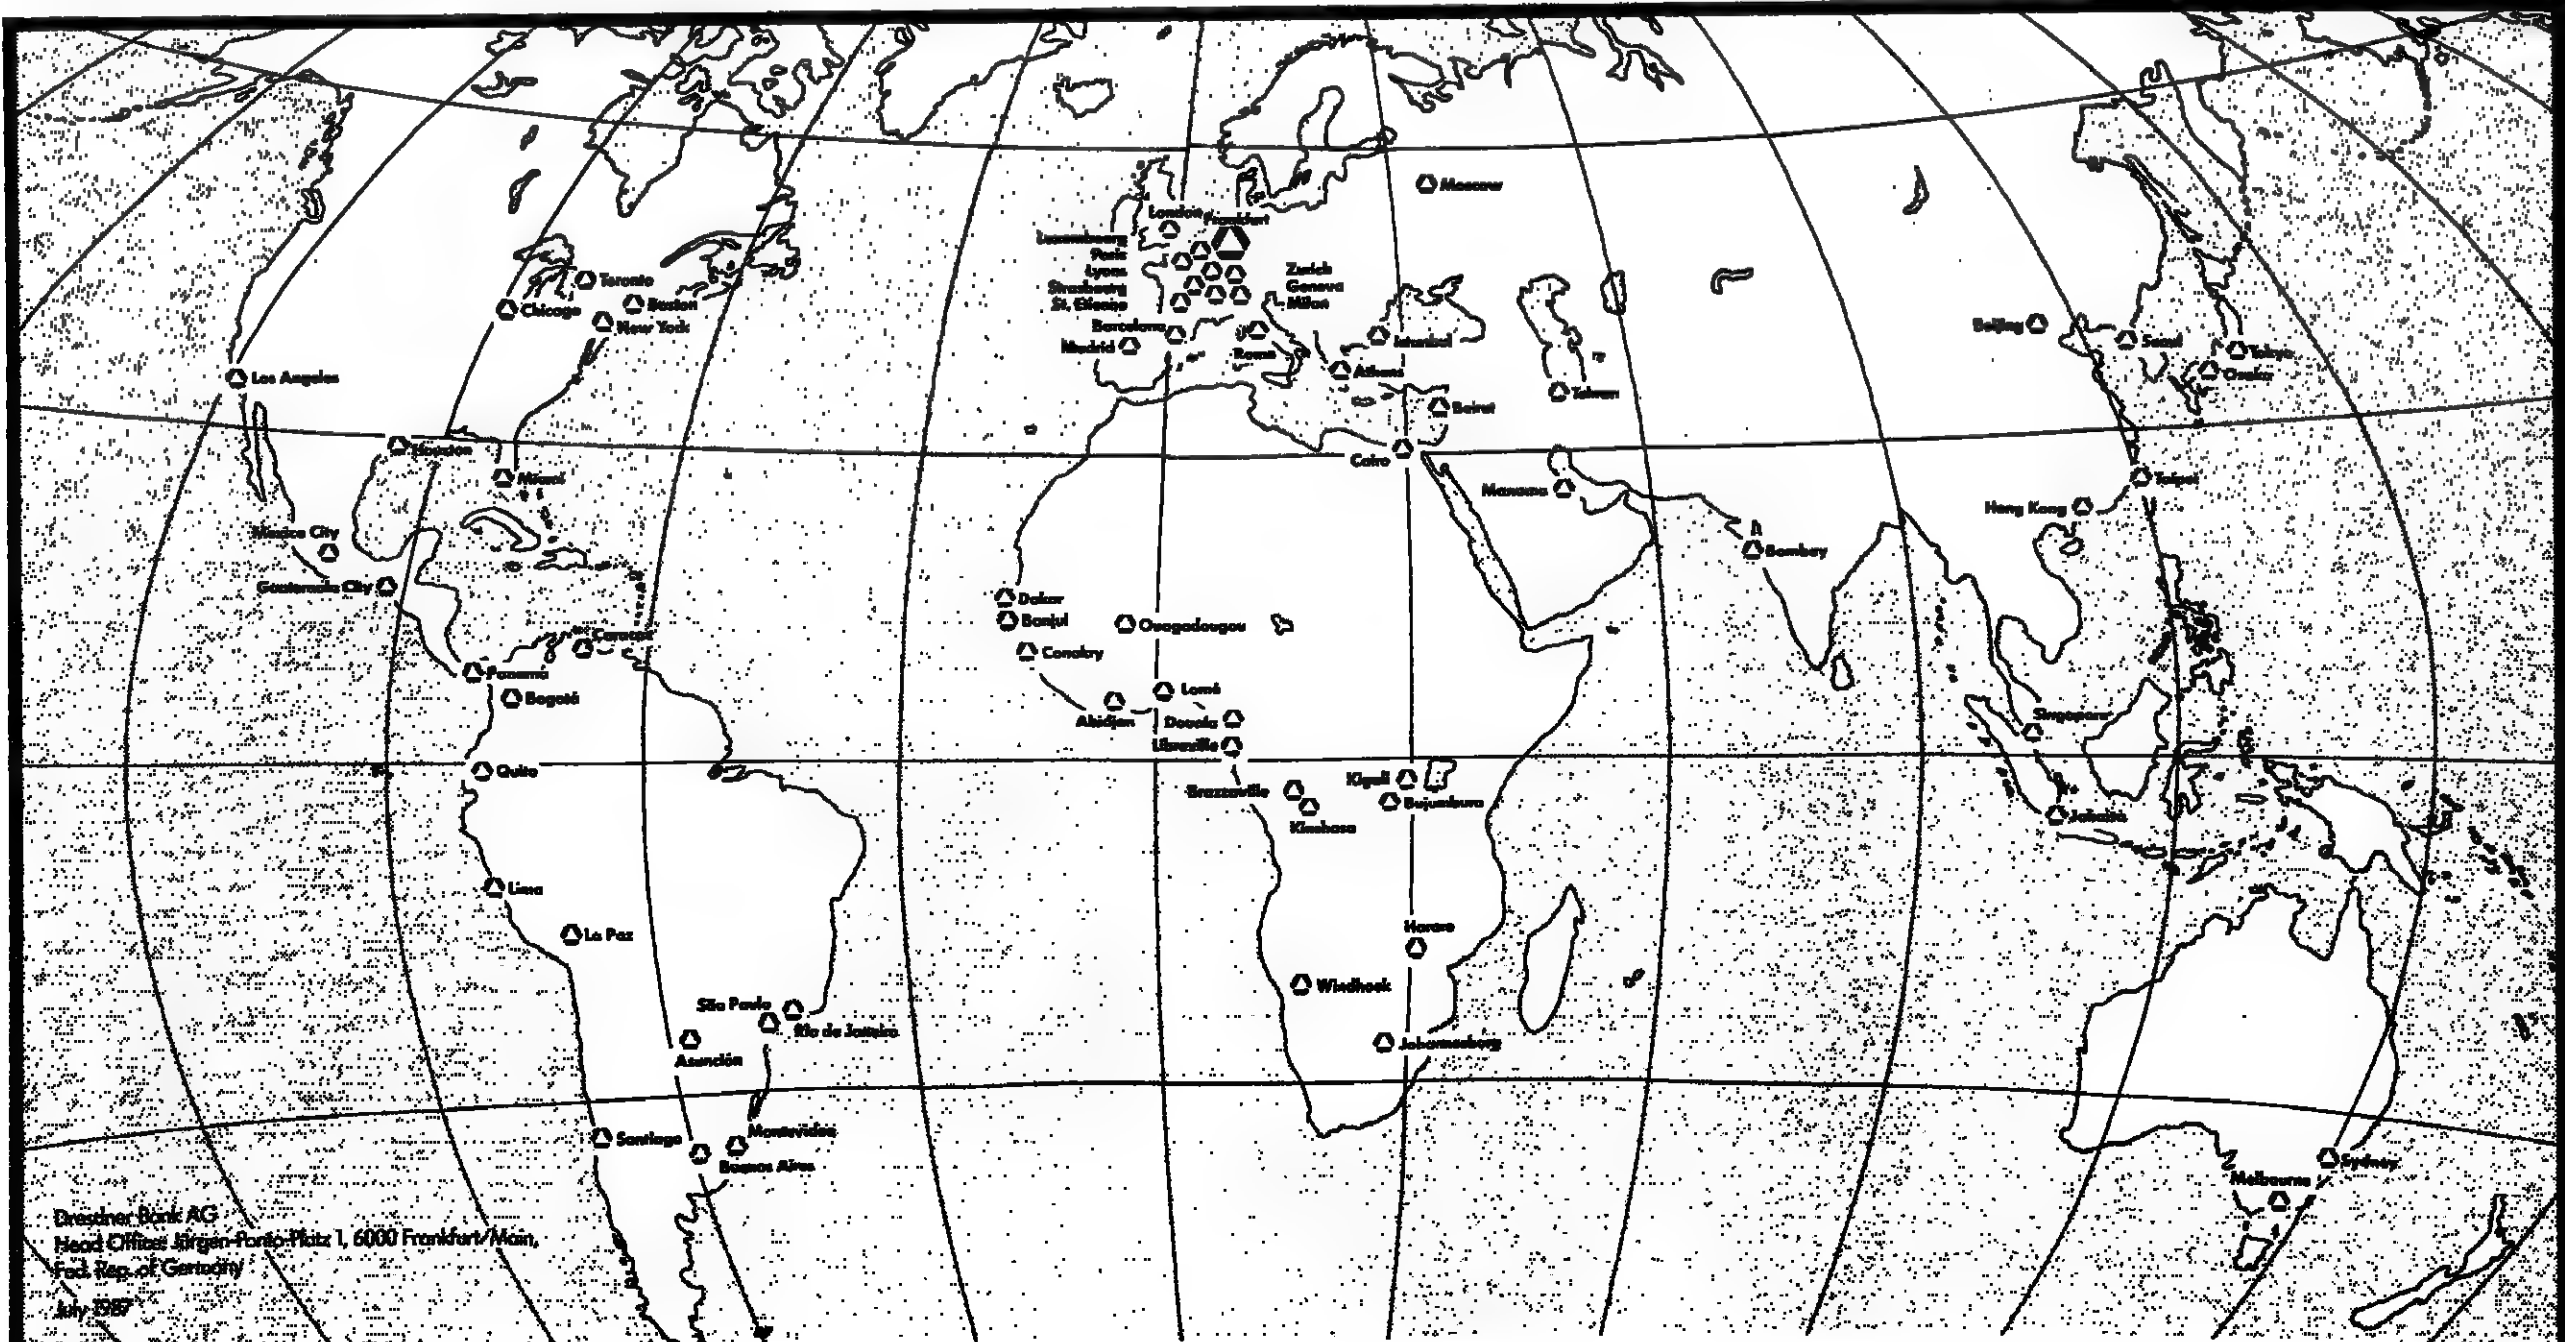 Moscow
London
Frankfurt
Luxembourg
Paris
Lyons
Strasbourg
St. Etienne
Zurich
Geneva
Milan
Barcelona
Madrid
Rome
Istanbul
Athens
Toronto
Chicago
Boston
New York
Los Angeles
Houston
Miami
Mexico City
Guatemala City
Caracas
Panamá
Bogotá
Quito
Lima
La Paz
São Paulo
Rio de Janeiro
Asunción
Santiago
Montevideo
Buenos Aires
Beirut
Cairo
Teheran
Manama
Bombay
Beijing
Seoul
Tokyo
Osaka
Taipei
Hong Kong
Singapore
Jakarta
Dakar
Banjul
Ouagadougou
Conakry
Abidjan
Lomé
Douala
Libreville
Brazzaville
Kinshasa
Kigali
Bujumbura
Harare
Windhoek
Johannesburg
Sydney
Melbourne
Dresdner Bank AG
Head Office: Jürgen-Ponto-Platz 1, 6000 Frankfurt/Main,
Fed. Rep. of Germany
July 1987